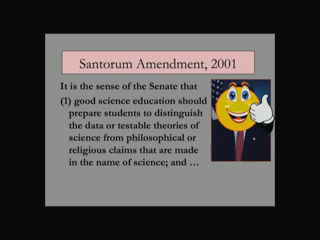 Santorum Amendment, 2001
It is the sense of the Senate that
(1) good science education should
prepare students to distinguish
the data or testable theories of
science from philosophical or
religious claims that are made
in the name of science; and …